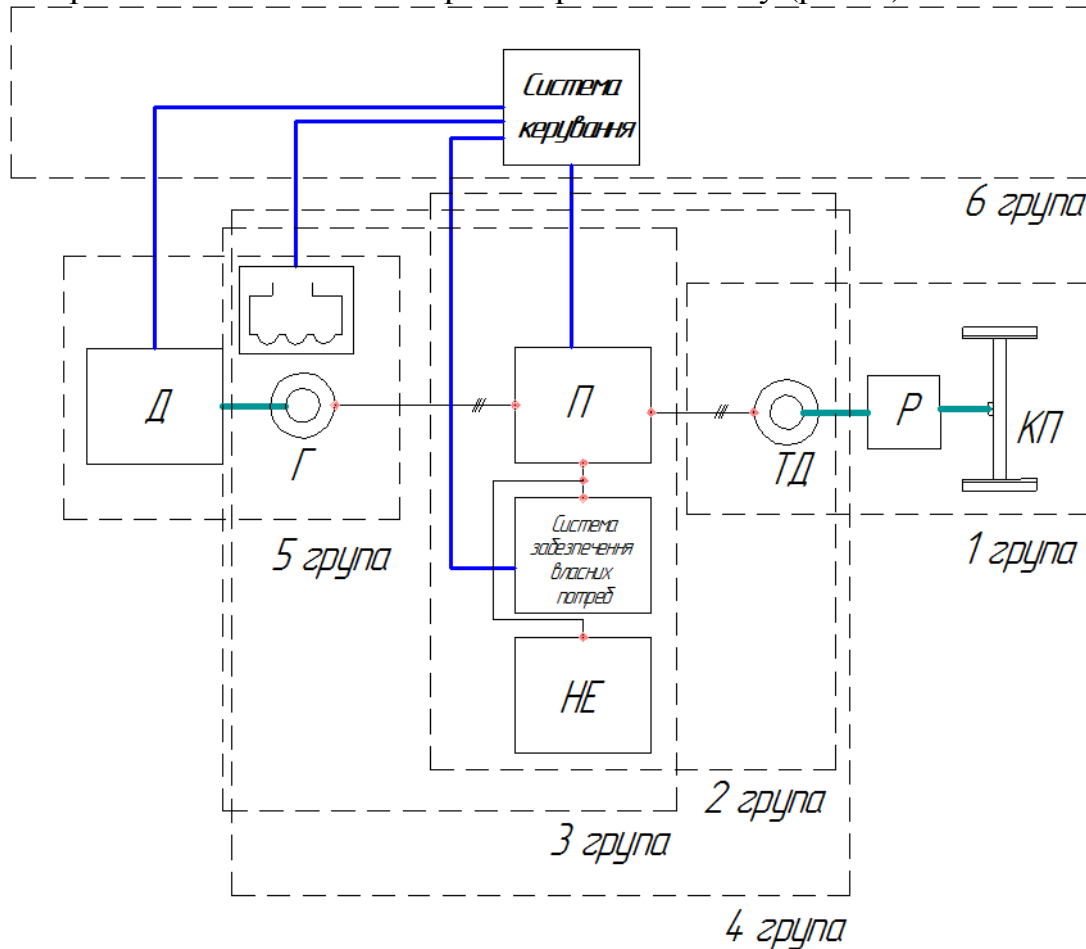 Система
керування
6 група
Д
Г
П
ТД
Р
КП
Система
забезпечення
власних
потреб
НЕ
5 група
1 група
2 група
3 група
4 група